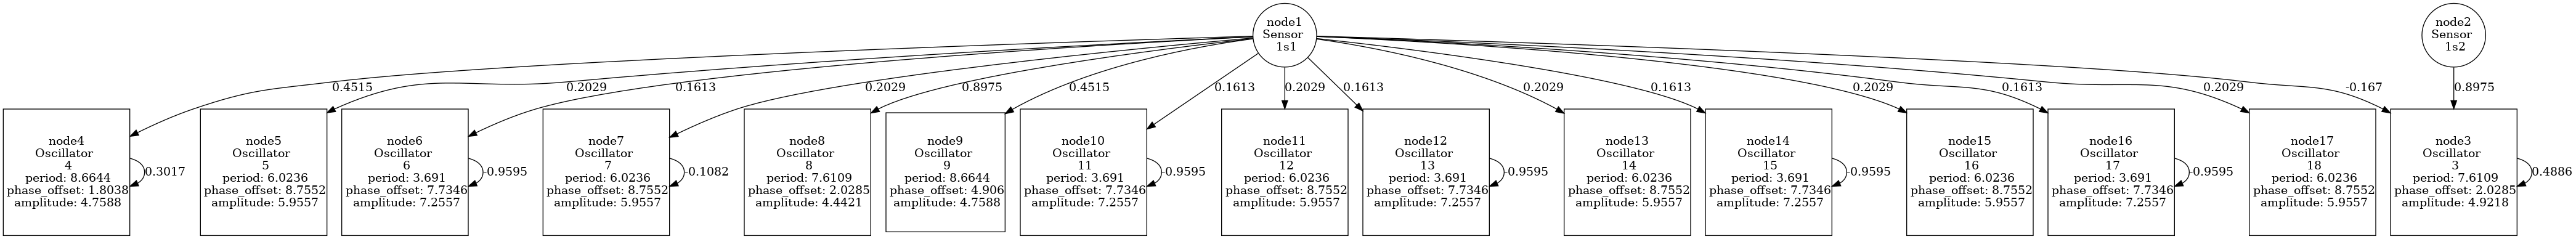 node1
Sensor
1s1
node2
Sensor
1s2
0.4515
0.2029
0.1613
0.2029
0.8975
0.4515
0.1613
0.2029
0.1613
0.2029
0.1613
0.2029
0.1613
0.2029
-0.167
0.8975
node4
Oscillator
4
period: 8.6644
phase_offset: 1.8038
amplitude: 4.7588
0.3017
node5
Oscillator
5
period: 6.0236
phase_offset: 8.7552
amplitude: 5.9557
node6
Oscillator
6
period: 3.691
phase_offset: 7.7346
amplitude: 7.2557
-0.9595
node7
Oscillator
7
period: 6.0236
phase_offset: 8.7552
amplitude: 5.9557
-0.1082
node8
Oscillator
8
period: 7.6109
phase_offset: 2.0285
amplitude: 4.4421
node9
Oscillator
9
period: 8.6644
phase_offset: 4.906
amplitude: 4.7588
node10
Oscillator
11
period: 3.691
phase_offset: 7.7346
amplitude: 7.2557
-0.9595
node11
Oscillator
12
period: 6.0236
phase_offset: 8.7552
amplitude: 5.9557
node12
Oscillator
13
period: 3.691
phase_offset: 7.7346
amplitude: 7.2557
-0.9595
node13
Oscillator
14
period: 6.0236
phase_offset: 8.7552
amplitude: 5.9557
node14
Oscillator
15
period: 3.691
phase_offset: 7.7346
amplitude: 7.2557
-0.9595
node15
Oscillator
16
period: 6.0236
phase_offset: 8.7552
amplitude: 5.9557
node16
Oscillator
17
period: 3.691
phase_offset: 7.7346
amplitude: 7.2557
-0.9595
node17
Oscillator
18
period: 6.0236
phase_offset: 8.7552
amplitude: 5.9557
node3
Oscillator
3
period: 7.6109
phase_offset: 2.0285
amplitude: 4.9218
0.4886